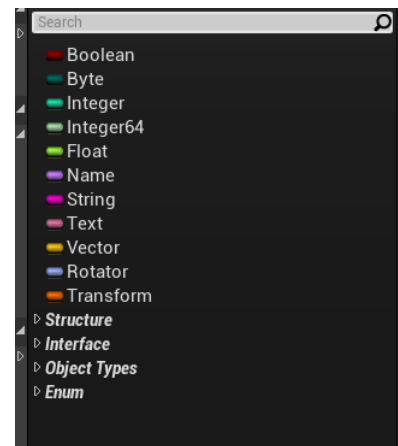 Search
Boolean
Byte
Integer
Integer64
Float
Name
String
Text
Vector
Rotator
Transform
Structure
Interface
Object Types
Enum